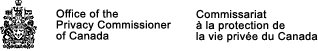 Office of the
Privacy Commissioner
of Canada
Commissariat
à la protection de
la vie privée du Canada